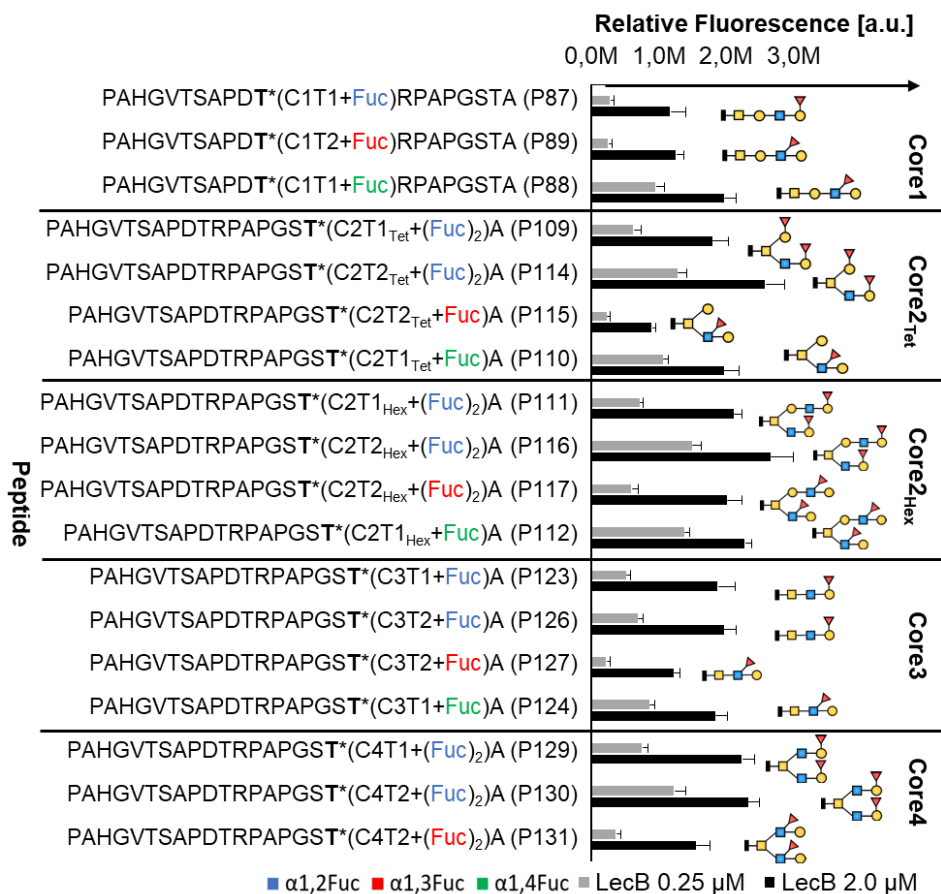 Relative Fluorescence [a.u.]
0,0M 1,0M 2,0M 3,0M
PAHGVTSAPDT*(C1T1+Fuc)RPAPGSTA (P87)
PAHGVTSAPDT*(C1T2+Fuc)RPAPGSTA (P89)
PAHGVTSAPDT*(C1T1+Fuc)RPAPGSTA (P88)
Core1
PAHGVTSAPDTRPAPGST*(C2T1Tet+(Fuc)2)A (P109)
PAHGVTSAPDTRPAPGST*(C2T2Tet+(Fuc)2)A (P114)
PAHGVTSAPDTRPAPGST*(C2T2Tet+Fuc)A (P115)
PAHGVTSAPDTRPAPGST*(C2T1Tet+Fuc)A (P110)
Core2Tet
PAHGVTSAPDTRPAPGST*(C2T1Hex+(Fuc)2)A (P111)
PAHGVTSAPDTRPAPGST*(C2T2Hex+(Fuc)2)A (P116)
PAHGVTSAPDTRPAPGST*(C2T2Hex+(Fuc)2)A (P117)
PAHGVTSAPDTRPAPGST*(C2T1Hex+Fuc)A (P112)
Core2Hex
Peptide
PAHGVTSAPDTRPAPGST*(C3T1+Fuc)A (P123)
PAHGVTSAPDTRPAPGST*(C3T2+Fuc)A (P126)
PAHGVTSAPDTRPAPGST*(C3T2+Fuc)A (P127)
PAHGVTSAPDTRPAPGST*(C3T1+Fuc)A (P124)
Core3
PAHGVTSAPDTRPAPGST*(C4T1+(Fuc)2)A (P129)
PAHGVTSAPDTRPAPGST*(C4T2+(Fuc)2)A (P130)
PAHGVTSAPDTRPAPGST*(C4T2+(Fuc)2)A (P131)
Core4
α1,2Fuc α1,3Fuc α1,4Fuc LecB 0.25 µM LecB 2.0 µM